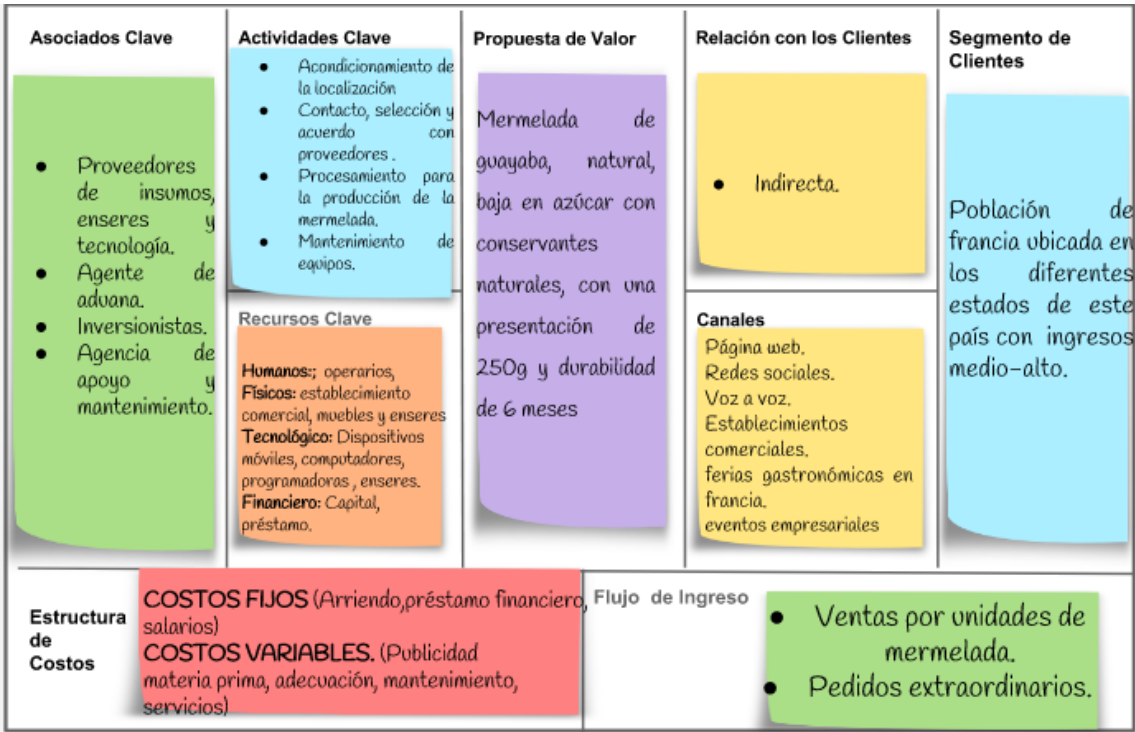 Asociados Clave
● Proveedores
de insumos,
enseres y
tecnología.
● Agente de
aduana.
● Inversionistas.
● Agencia de
apoyo y
mantenimiento.
Actividades Clave
● Acondicionamiento de
la localización
● Contacto, selección y
acuerdo con
proveedores .
● Procesamiento para
la producción de la
mermelada.
● Mantenimiento de
equipos.
Recursos Clave
Humanos:; operarios,
Físicos: establecimiento
comercial, muebles y enseres
Tecnológico: Dispositivos
móviles, computadores,
programadoras , enseres.
Financiero: Capital,
préstamo.
Propuesta de Valor
Mermelada de
guayaba, natural,
baja en azúcar con
conservantes
naturales, con una
presentación de
250g y durabilidad
de 6 meses
Relación con los Clientes
● Indirecta.
Canales
Página web.
Redes sociales.
Voz a voz.
Establecimientos
comerciales.
ferias gastronómicas en
francia.
eventos empresariales
Segmento de
Clientes
Población de
francia ubicada en
los diferentes
estados de este
país con ingresos
medio-alto.
Estructura
de
Costos
COSTOS FIJOS (Arriendo,préstamo financiero,
salarios)
COSTOS VARIABLES. (Publicidad
materia prima, adecuación, mantenimiento,
servicios)
Flujo de Ingreso
● Ventas por unidades de
mermelada.
● Pedidos extraordinarios.